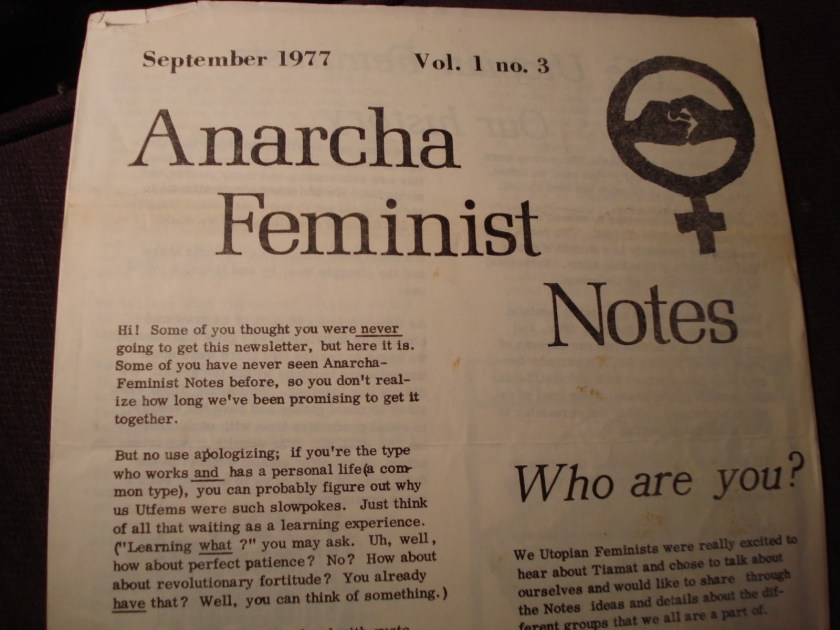 September 1977 Vol. 1 no. 3
Anarcha
Feminist
Notes
Hi! Some of you thought you were never
going to get this newsletter, but here it is.
Some of you have never seen Anarcha-
Feminist Notes before, so you don't real-
ize how long we've been promising to get it
together.
But no use apologizing; if you're the type
who works and has a personal life(a com-
mon type), you can probably figure out why
us Utfems were such slowpokes. Just think
of all that waiting as a learning experience.
("Learning what ?" you may ask. Uh, well,
how about perfect patience? No? How about
about revolutionary fortitude? You already
have that? Well, you can think of something.)
Who are you?
We Utopian Feminists were really excited to
hear about Tiamat and chose to talk about
ourselves and would like to share through
the Notes ideas and details about the dif-
ferent groups that we all are a part of.